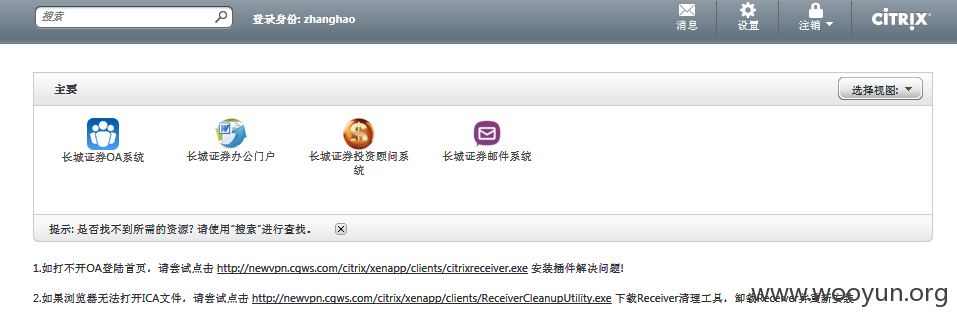 搜索
登录身份: zhanghao
消息
设置
注销
CİTRIX
主要
选择视图:
长城证券OA系统
长城证券办公门户
长城证券投资顾问系
统
长城证券邮件系统
提示: 是否找不到所需的资源? 请使用"搜索"进行查找。
1.如打不开OA登陆首页，请尝试点击 http://newvpn.cgws.com/citrix/xenapp/clients/citrixreceiver.exe 安装插件解决问题!
2.如果浏览器无法打开ICA文件，请尝试点击 http://newvpn.cgws.com/citrix/xenapp/clients/ReceiverCleanupUtility.exe 下载Receiver清理工具，卸载Receiver并重新安装
www.wooyun.org